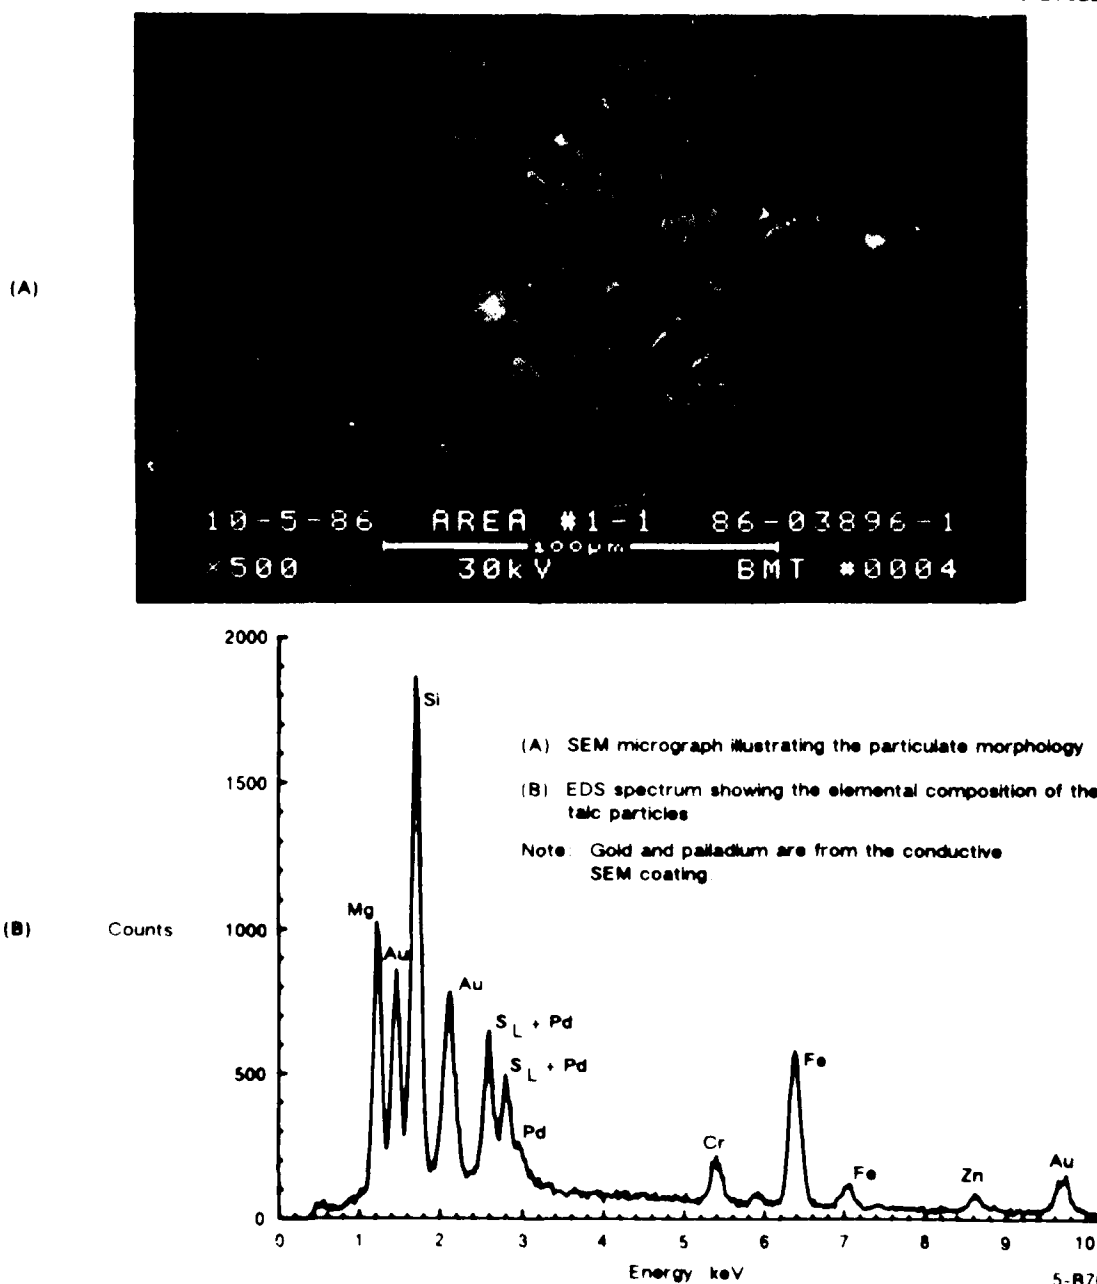 (A)
10-5-86 AREA #1-1 86-03896-1
100μm
×500 30kV BMT #0004
2000
1500
1000
500
0
(B) Counts
Mg
Au
Si
Au
S L + Pd
S L + Pd
Pd
Cr
Fe
Fe
Zn
Au
(A) SEM micrograph illustrating the particulate morphology
(B) EDS spectrum showing the elemental composition of the
talc particles
Note: Gold and palladium are from the conductive
SEM coating.
0 1 2 3 4 5 6 7 8 9 10
Energy keV